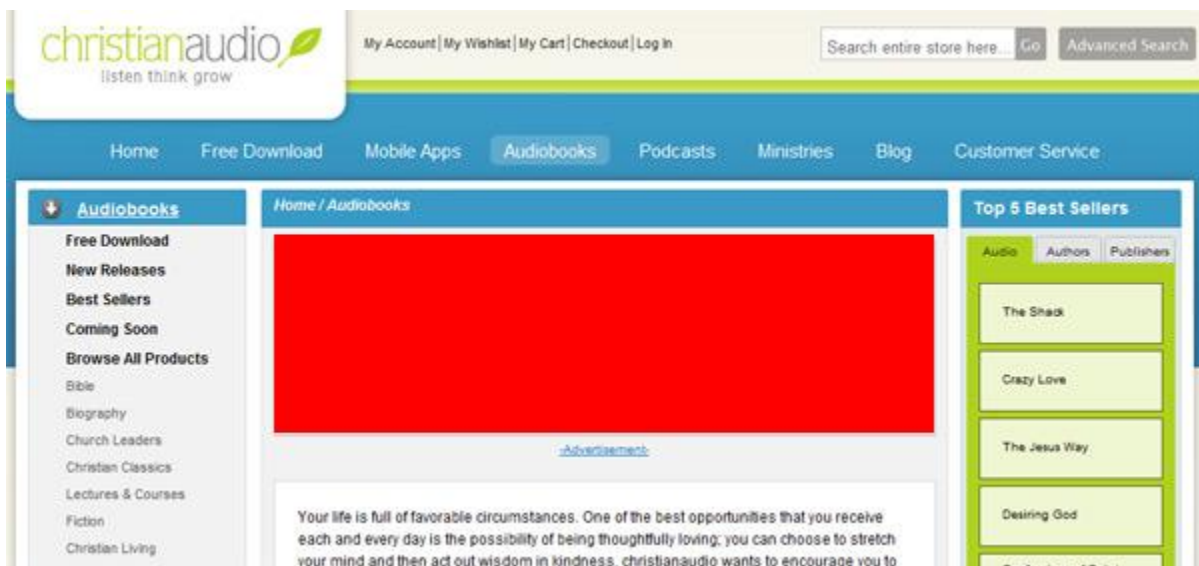 christianaudio
listen think grow
My Account | My Wishlist | My Cart | Checkout | Log In
Search entire store here...
Go
Advanced Search
Home
Free Download
Mobile Apps
Audiobooks
Podcasts
Ministries
Blog
Customer Service
Audiobooks
Free Download
New Releases
Best Sellers
Coming Soon
Browse All Products
Bible
Biography
Church Leaders
Christian Classics
Lectures & Courses
Fiction
Christian Living
Home / Audiobooks
-Advertisement-
Your life is full of favorable circumstances. One of the best opportunities that you receive
each and every day is the possibility of being thoughtfully loving; you can choose to stretch
your mind and then act out wisdom in kindness. christianaudio wants to encourage you to
Top 5 Best Sellers
Audio
Authors
Publishers
The Shack
Crazy Love
The Jesus Way
Desiring God